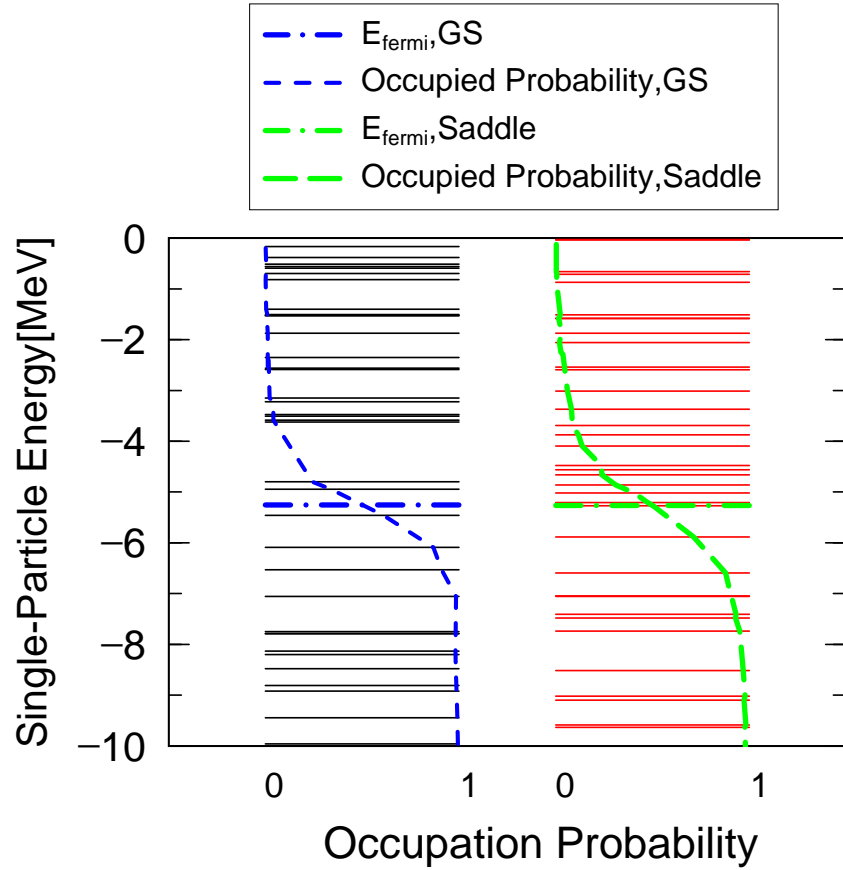 E_fermi,GS
Occupied Probability,GS
E_fermi,Saddle
Occupied Probability,Saddle
Single-Particle Energy[MeV]
0
−2
−4
−6
−8
−10
0 1 0 1
Occupation Probability